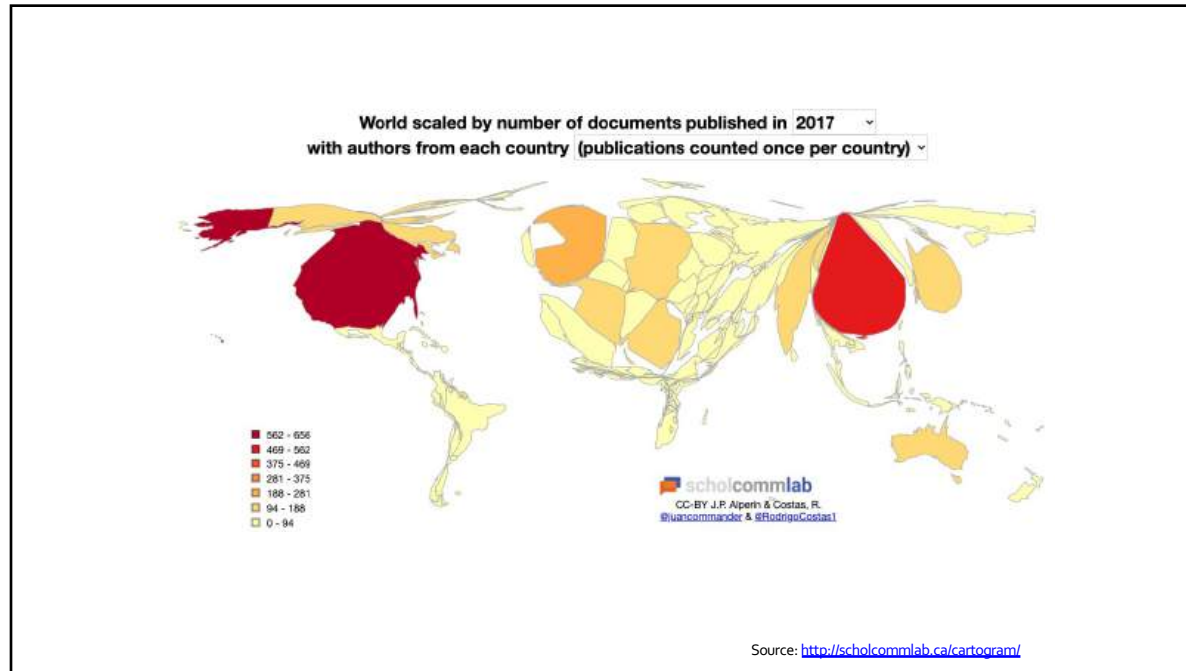 World scaled by number of documents published in 2017
with authors from each country (publications counted once per country)
562 - 656
469 - 562
375 - 469
281 - 375
188 - 281
94 - 188
0 - 94
scholcommlab
CC-BY J.P. Alperin & Costas, R.
@juancommander & @RodrigoCostas1
Source: http://scholcommlab.ca/cartogram/